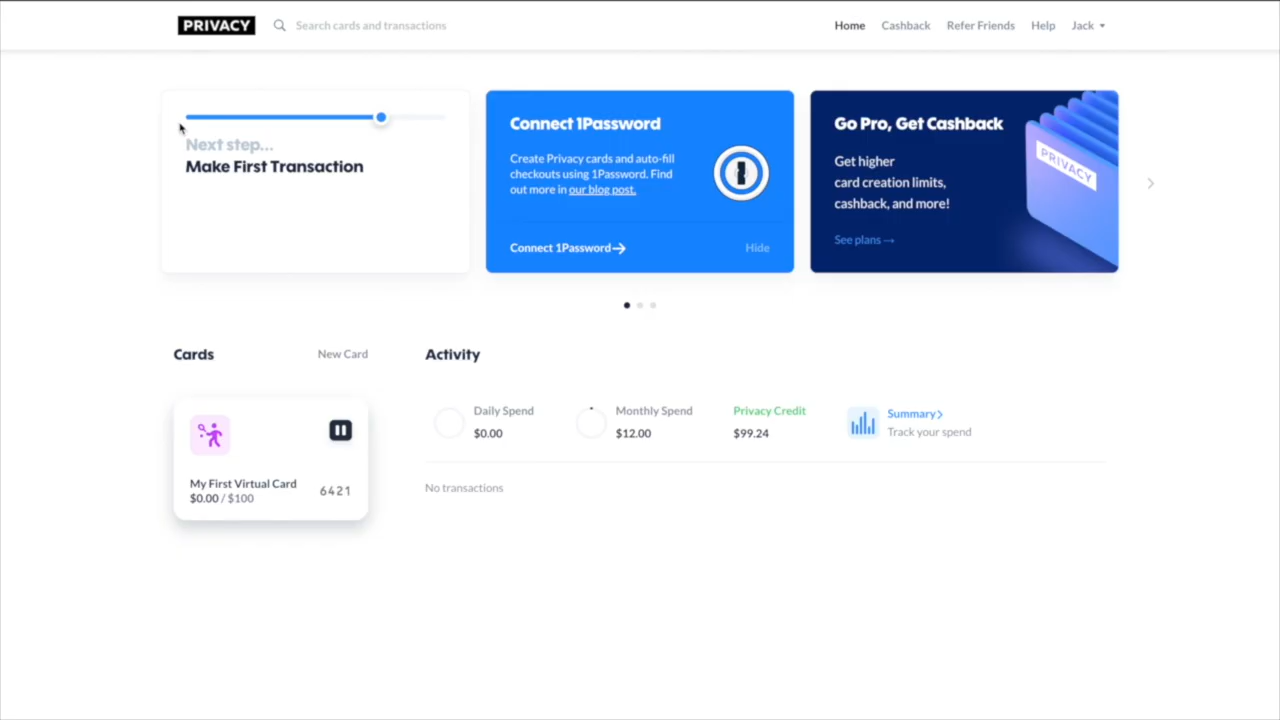 PRIVACY
Search cards and transactions
Home
Cashback
Refer Friends
Help
Jack
Next step...
Make First Transaction
Connect 1Password
Create Privacy cards and auto-fill
checkouts using 1Password. Find
out more in our blog post.
Connect 1Password→
Hide
Go Pro, Get Cashback
Get higher
card creation limits,
cashback, and more!
See plans →
PRIVACY
Cards
New Card
My First Virtual Card
$0.00 / $100
6421
Activity
Daily Spend
$0.00
Monthly Spend
$12.00
Privacy Credit
$99.24
Summary
Track your spend
No transactions